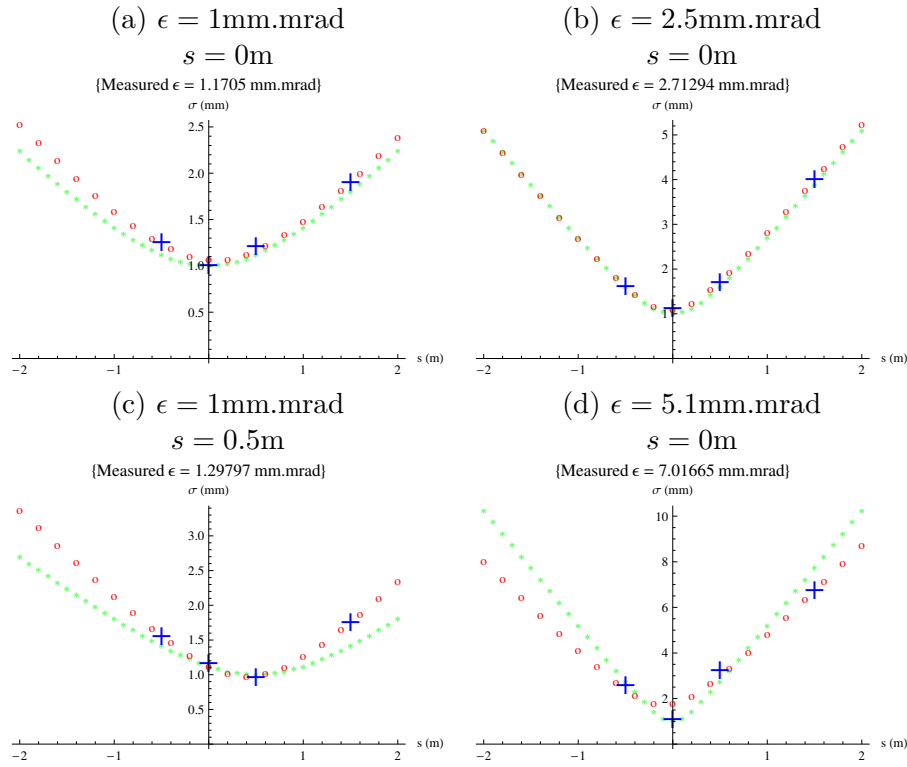 (a) ϵ = 1mm.mrad
s = 0m
{Measured ϵ = 1.1705 mm.mrad}
σ (mm)
2.5
2.0
1.5
1.0
0.5
s (m)
−2 −1 1 2
(b) ϵ = 2.5mm.mrad
s = 0m
{Measured ϵ = 2.71294 mm.mrad}
σ (mm)
5
4
3
2
1
s (m)
−2 −1 1 2
(c) ϵ = 1mm.mrad
s = 0.5m
{Measured ϵ = 1.29797 mm.mrad}
σ (mm)
3.0
2.5
2.0
1.5
1.0
0.5
s (m)
−2 −1 1 2
(d) ϵ = 5.1mm.mrad
s = 0m
{Measured ϵ = 7.01665 mm.mrad}
σ (mm)
10
8
6
4
2
s (m)
−2 −1 1 2